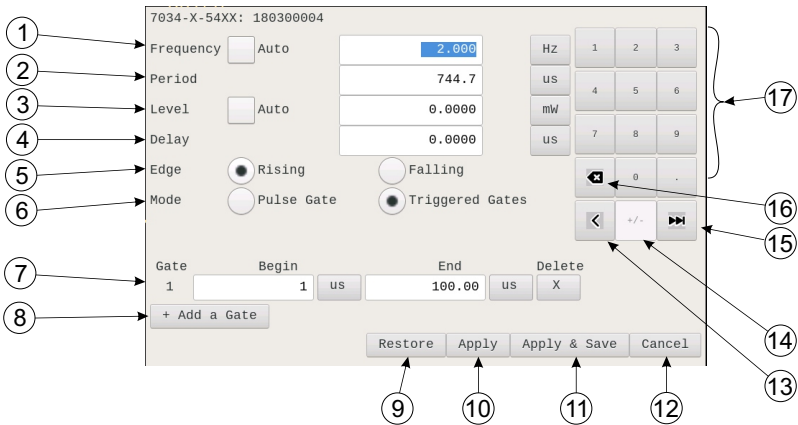 7034-X-54XX: 180300004
1 Frequency Auto 2.000 Hz 1 2 3
2 Period 744.7 us 4 5 6 17
3 Level Auto 0.0000 mW
4 Delay 0.0000 us 7 8 9
5 Edge Rising Falling 0 .
6 Mode Pulse Gate Triggered Gates 16
+/- 15
Gate Begin End Delete
7 1 1 us 100.00 us X
8 + Add a Gate 14
Restore Apply Apply & Save Cancel
13
9 10 11 12